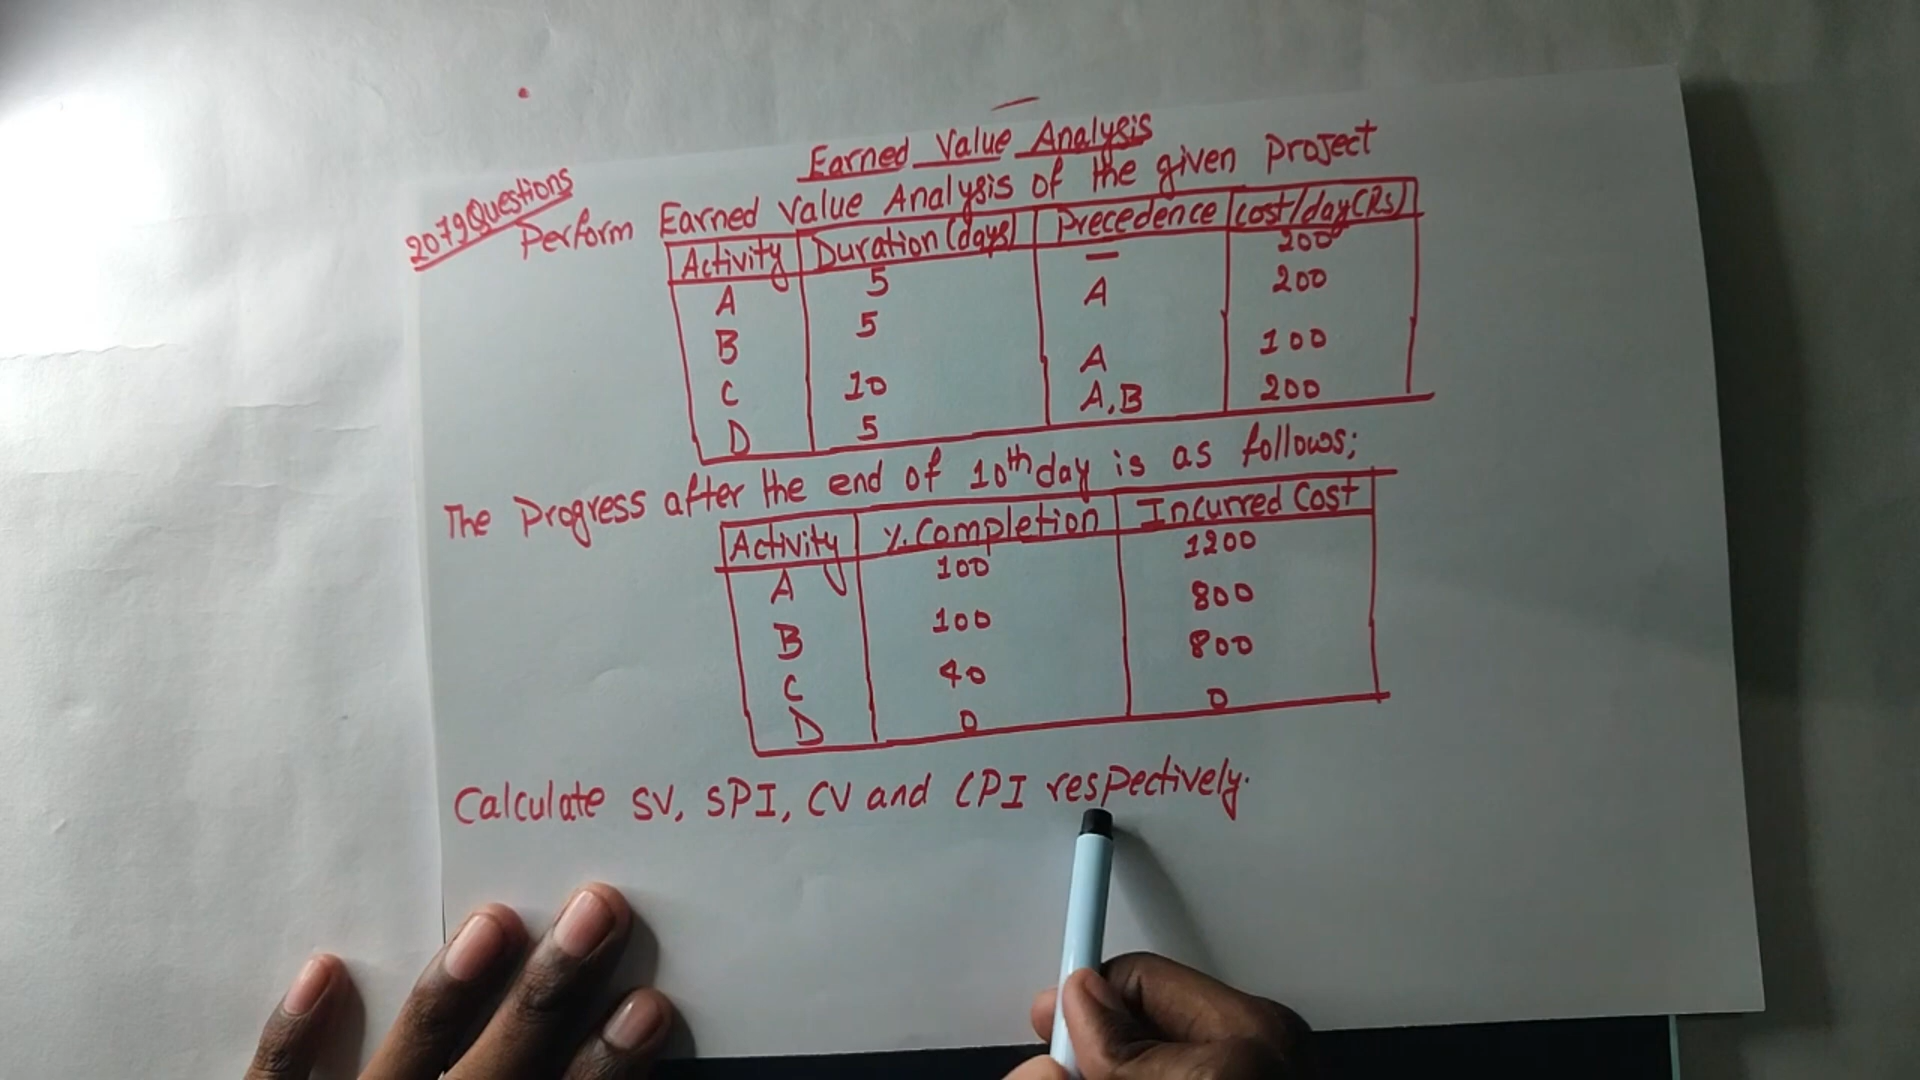 Earned Value Analysis
2079 Questions
Perform Earned Value Analysis of the given project
Activity Duration (days) Precedence cost/day (Rs)
A 5 — 200
B 5 A 200
C 10 A 100
D 5 A,B 200
The Progress after the end of 10th day is as follows;
Activity %.Completion Incurred Cost
A 100 1200
B 100 800
C 40 800
D 0 0
Calculate SV, SPI, CV and CPI respectively.